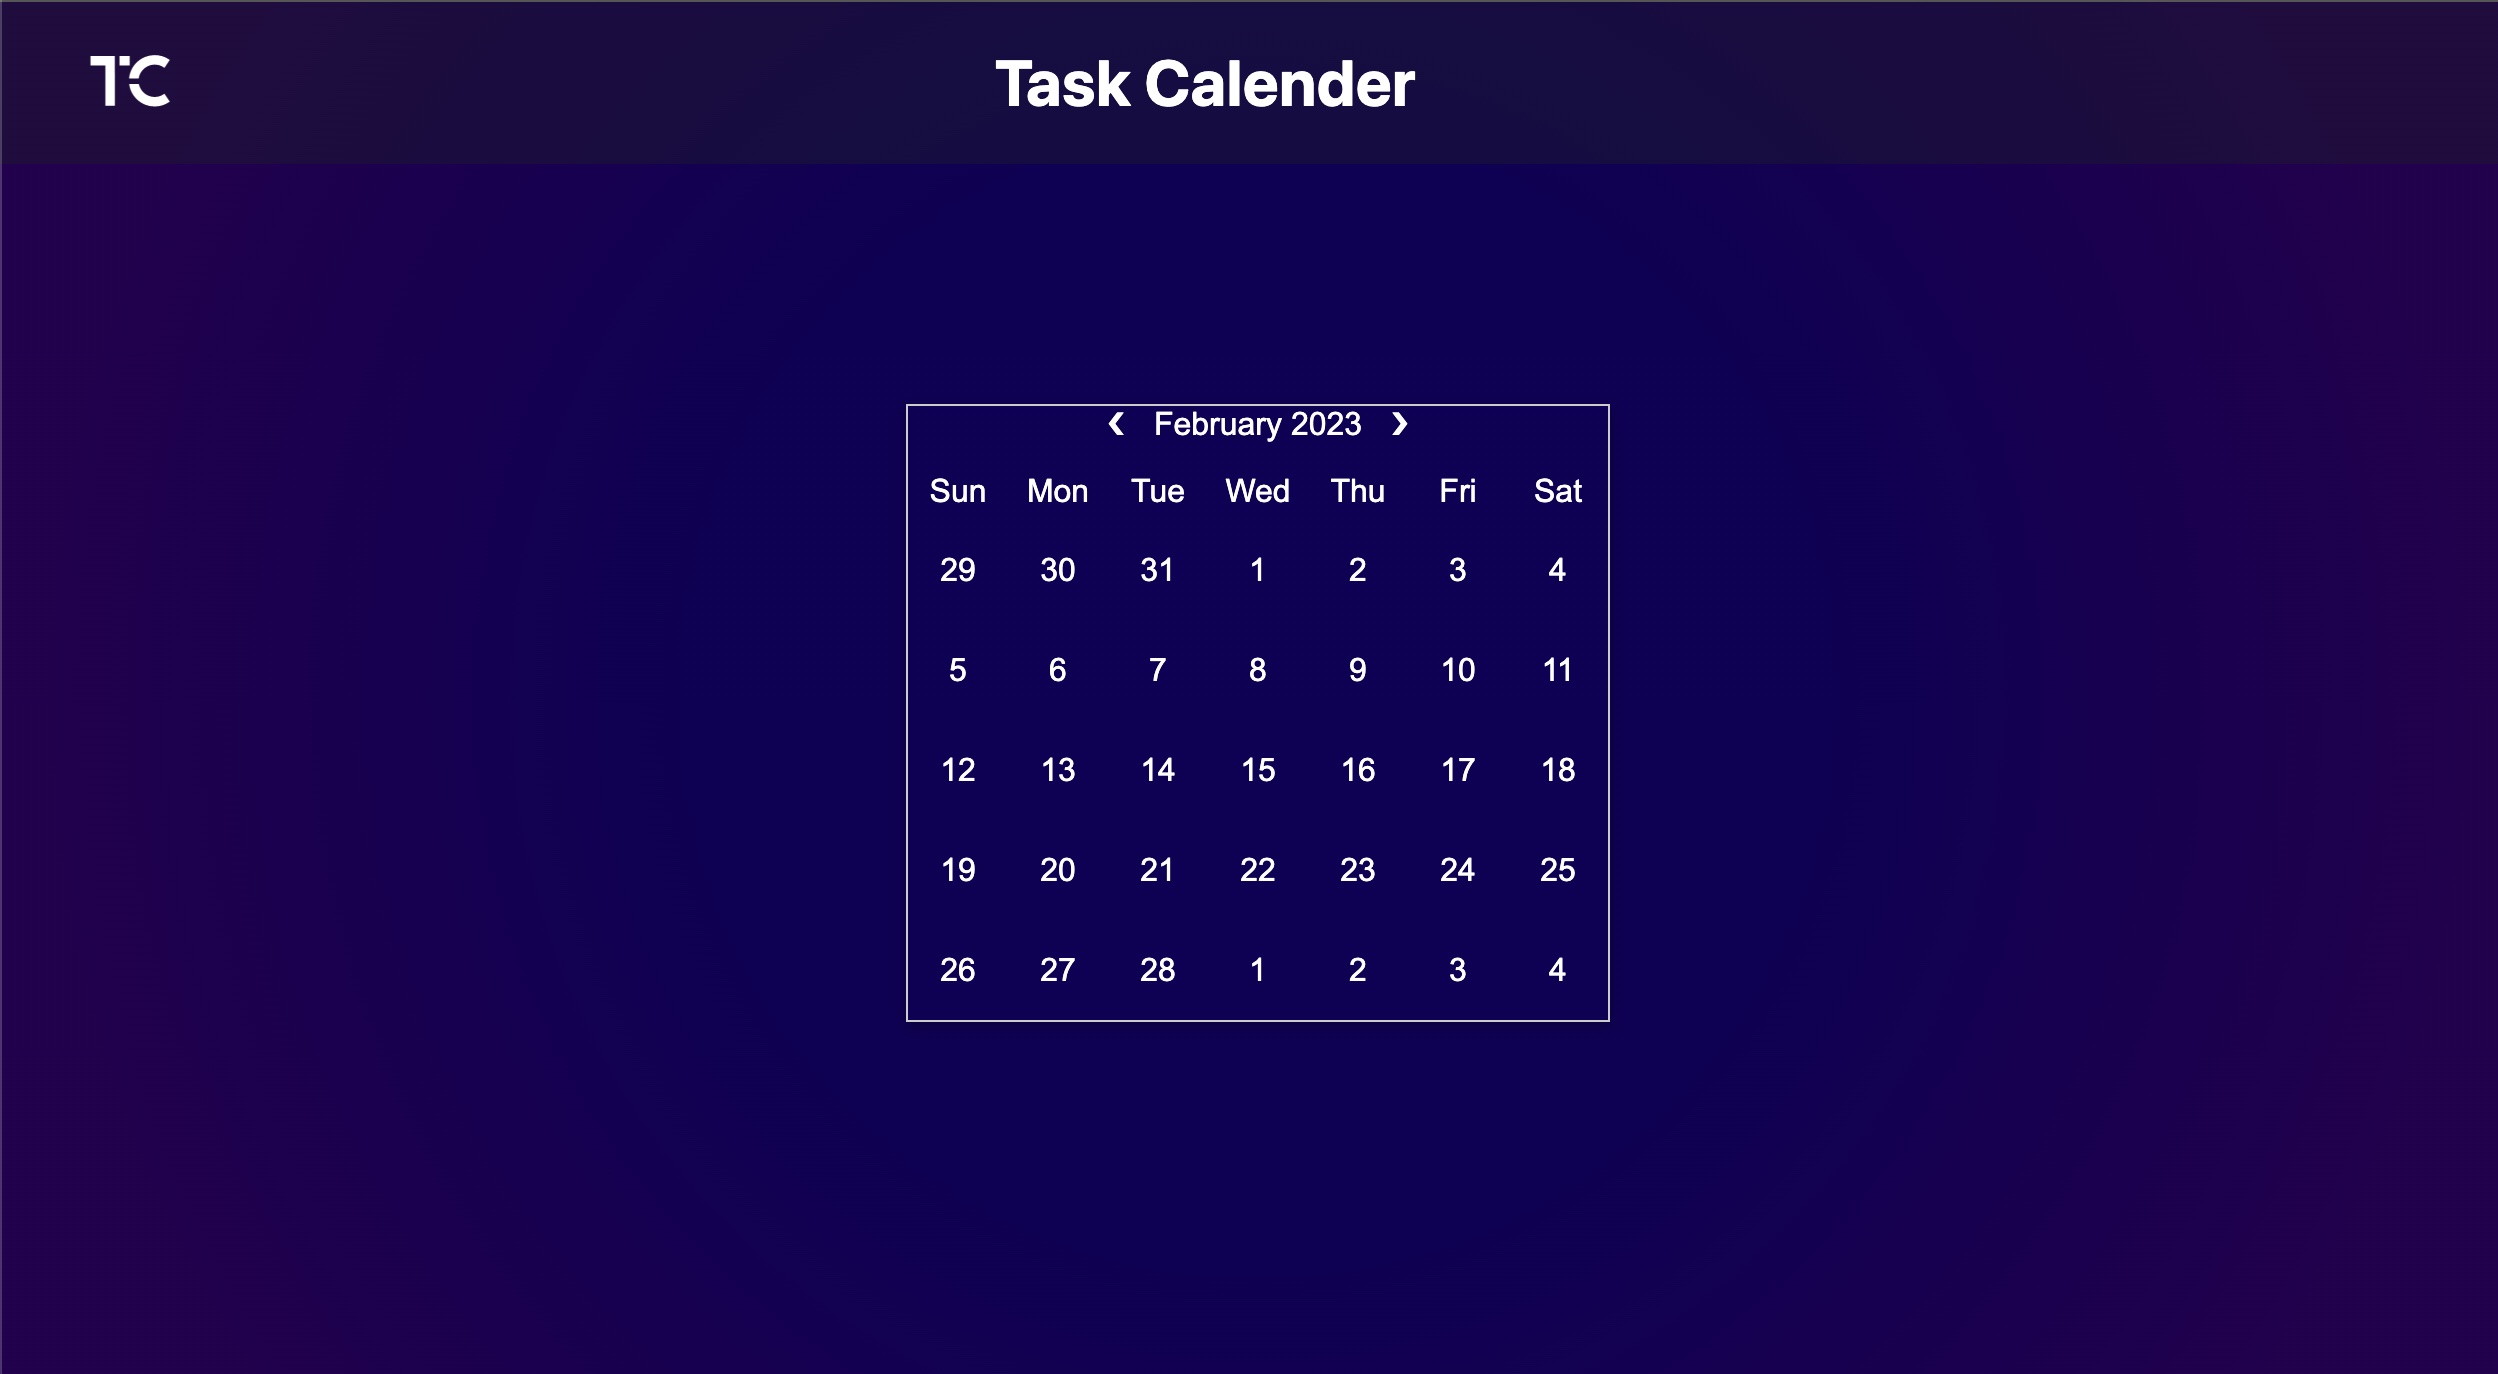 TC
Task Calender
❮ February 2023 ❯
Sun Mon Tue Wed Thu Fri Sat
29 30 31 1 2 3 4
5 6 7 8 9 10 11
12 13 14 15 16 17 18
19 20 21 22 23 24 25
26 27 28 1 2 3 4